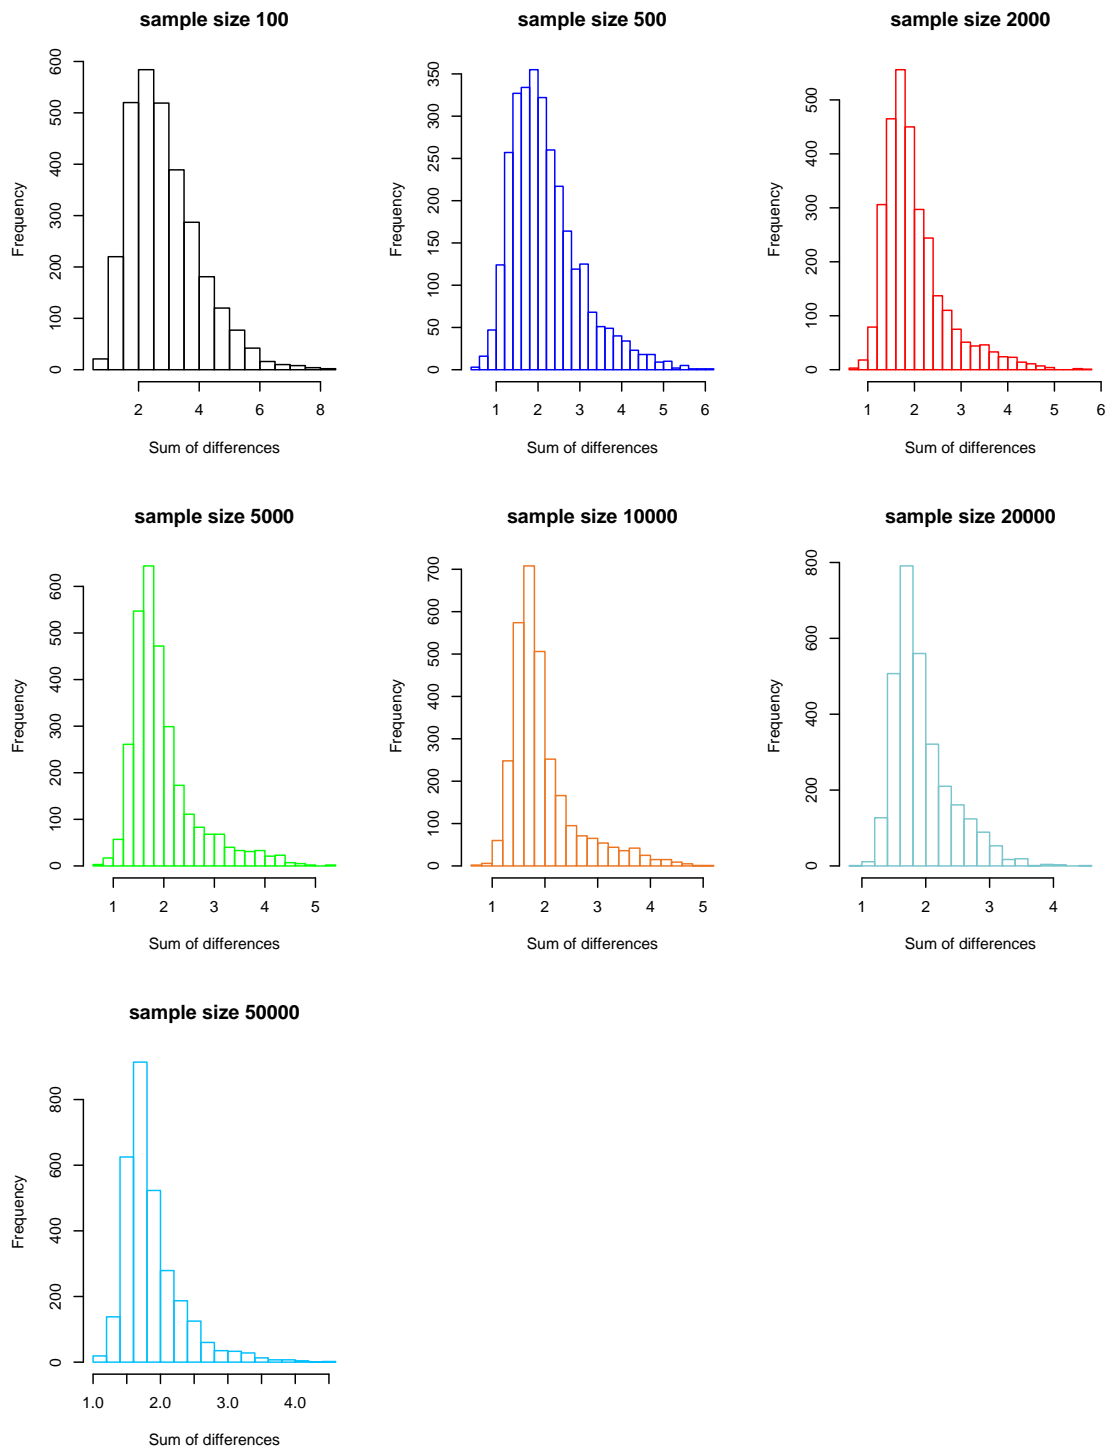 sample size 100
600
500
400
300
200
100
0
Frequency
2 4 6 8
Sum of differences
sample size 500
350
300
250
200
150
100
50
0
Frequency
1 2 3 4 5 6
Sum of differences
sample size 2000
500
400
300
200
100
0
Frequency
1 2 3 4 5 6
Sum of differences
sample size 5000
600
500
400
300
200
100
0
Frequency
1 2 3 4 5
Sum of differences
sample size 10000
700
600
500
400
300
200
100
0
Frequency
1 2 3 4 5
Sum of differences
sample size 20000
800
600
400
200
0
Frequency
1 2 3 4
Sum of differences
sample size 50000
800
600
400
200
0
Frequency
1.0 2.0 3.0 4.0
Sum of differences